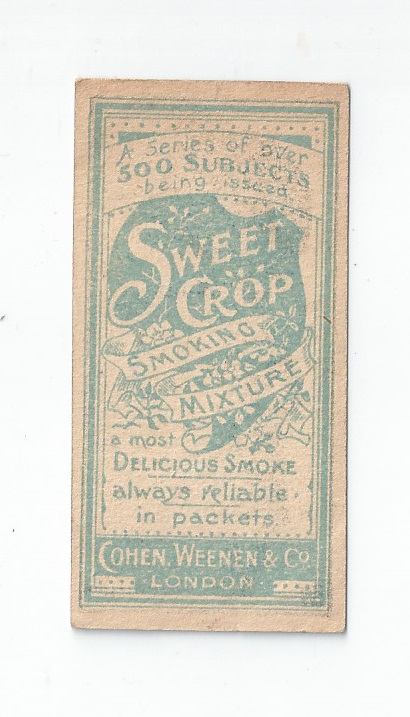 A Series of over
500 SUBJECTS
being issued
SWEET
CROP
SMOKING
MIXTURE
a most
DELICIOUS SMOKE
always reliable.
in packets.
COHEN, WEENEN & Co.
LONDON